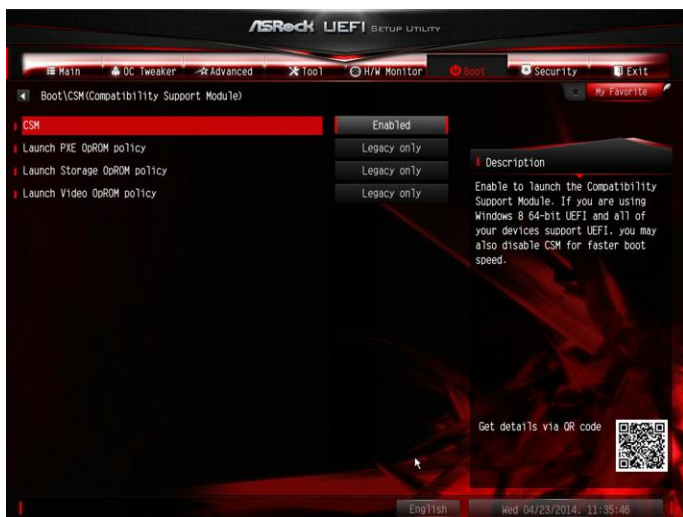 ASRock UEFI SETUP UTILITY
Main OC Tweaker Advanced Tool H/W Monitor Boot Security Exit
Boot\CSM(Compatibility Support Module) My Favorite
CSM Enabled
Launch PXE OpROM policy Legacy only
Launch Storage OpROM policy Legacy only
Launch Video OpROM policy Legacy only
Description
Enable to launch the Compatibility
Support Module. If you are using
Windows 8 64-bit UEFI and all of
your devices support UEFI, you may
also disable CSM for faster boot
speed.
Get details via QR code
English Wed 04/23/2014, 11:35:46